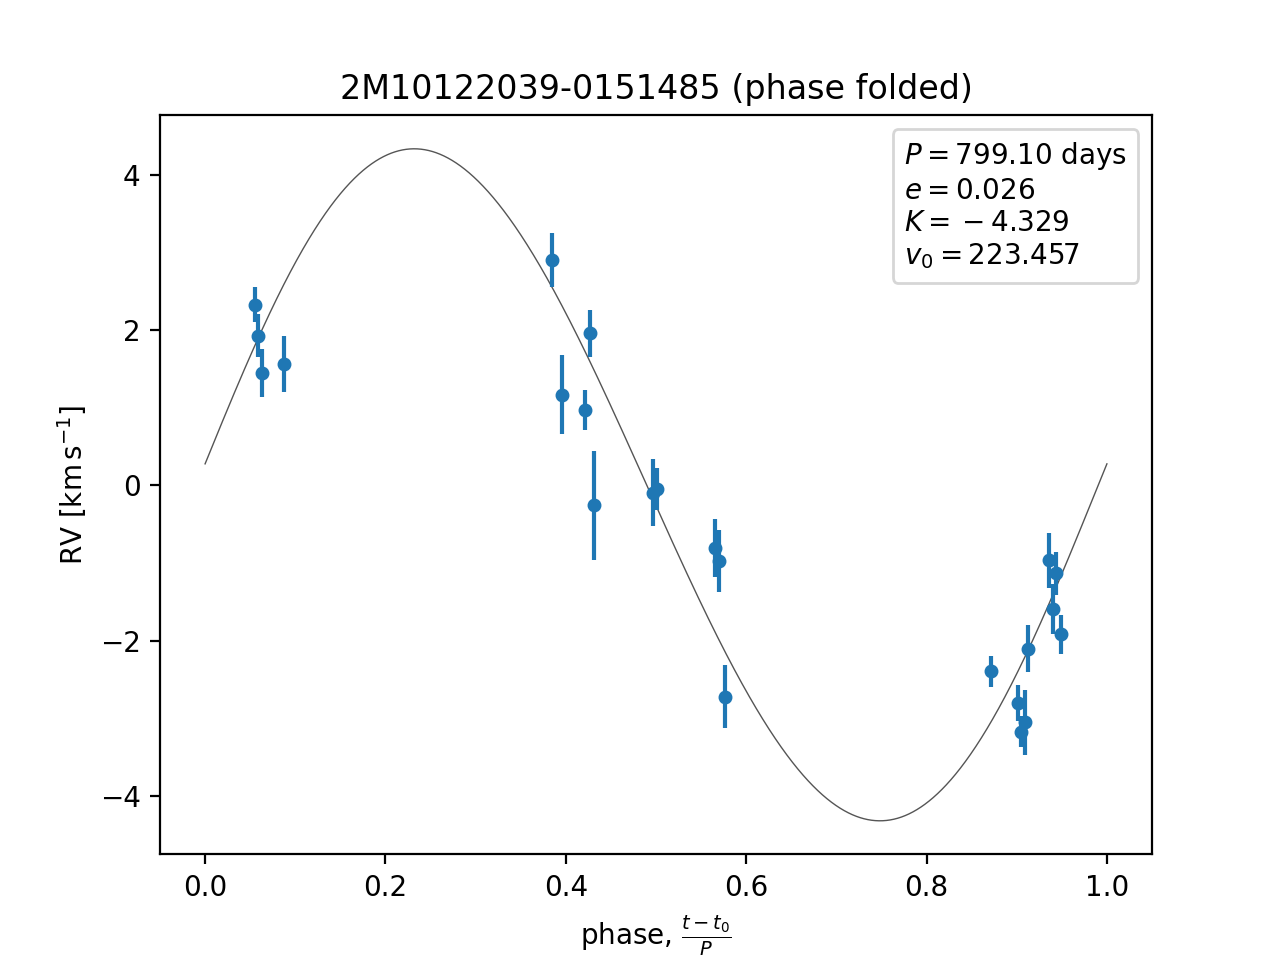 2M10122039-0151485 (phase folded)
P = 799.10 days
e = 0.026
K = −4.329
v₀ = 223.457
RV [km s⁻¹]
4
2
0
−2
−4
0.0 0.2 0.4 0.6 0.8 1.0
phase, (t − t₀)/P